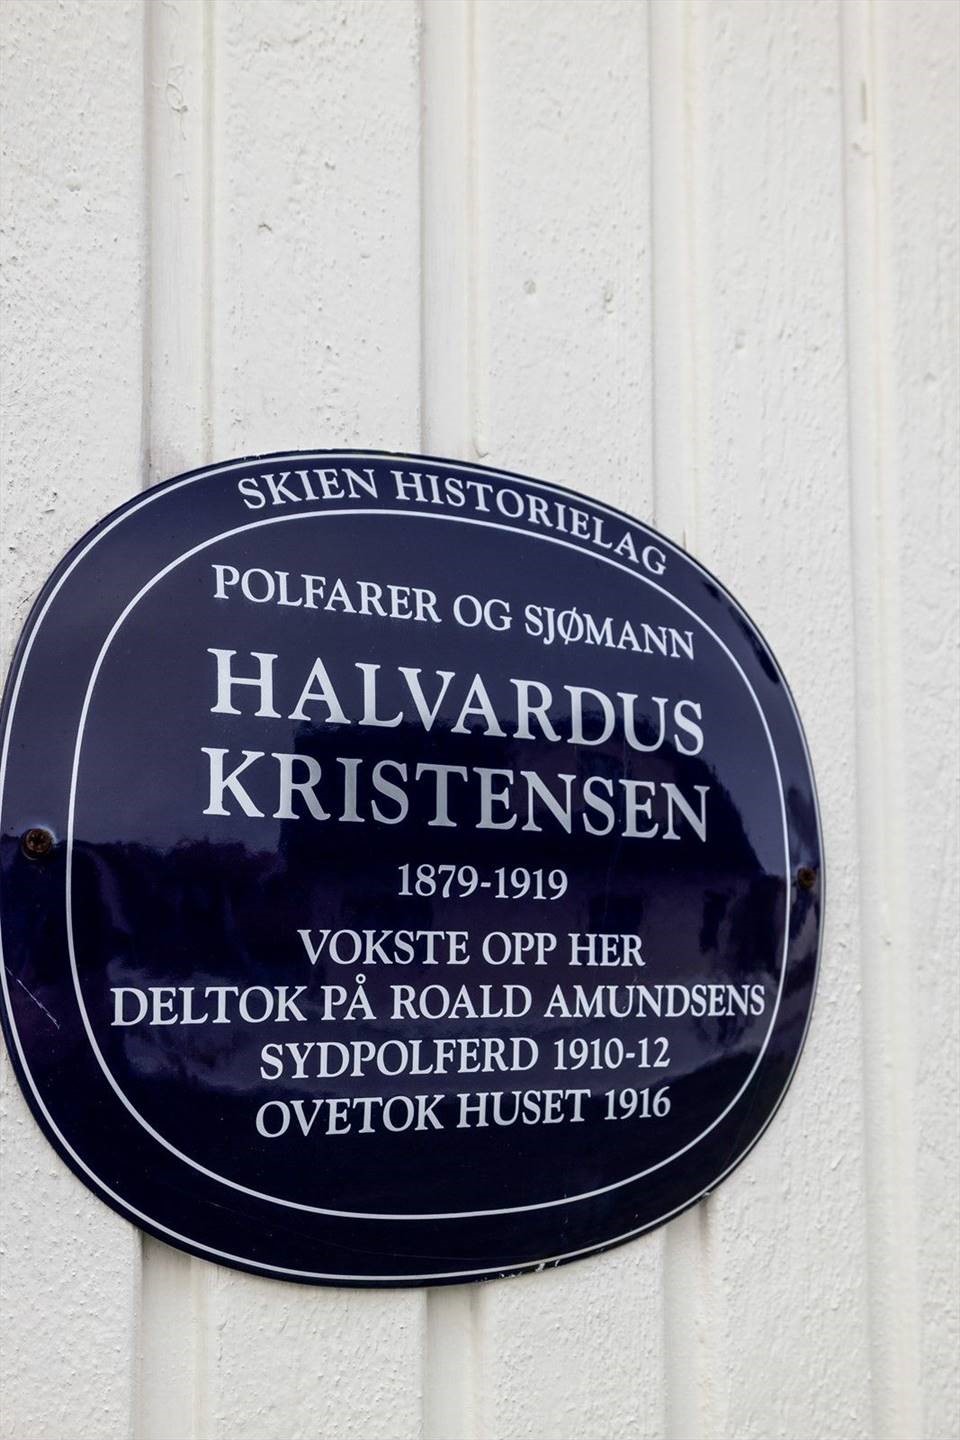 SKIEN HISTORIELAG
POLFARER OG SJØMANN
HALVARDUS
KRISTENSEN
1879-1919
VOKSTE OPP HER
DELTOK PÅ ROALD AMUNDSENS
SYDPOLFERD 1910-12
OVETOK HUSET 1916